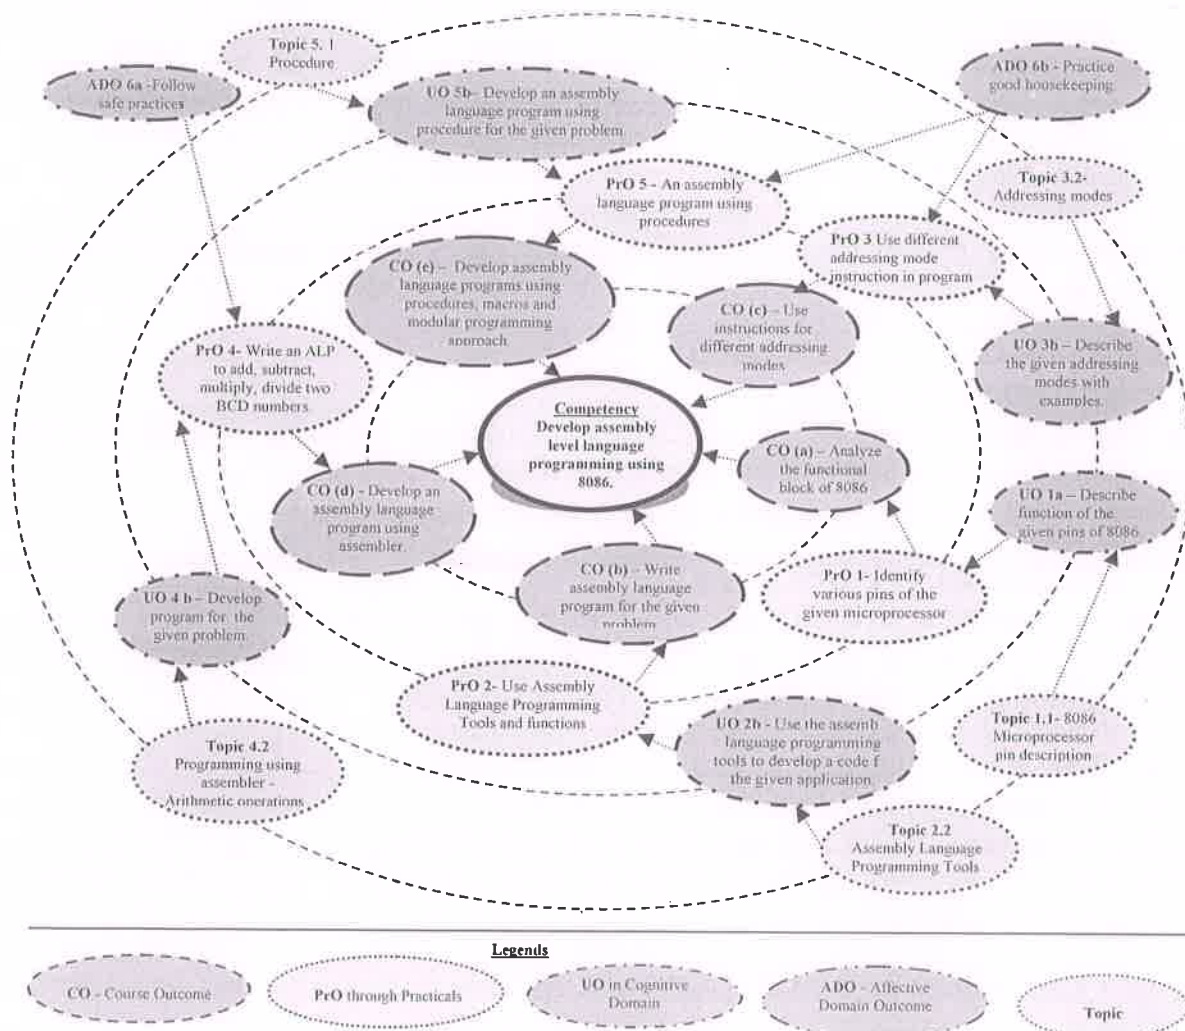 Topic 5. 1
Procedure
ADO 6a -Follow
safe practices
UO 5b– Develop an
assembly
language program using
procedure for the given problem
ADO 6b - Practice
good housekeeping
PrO 5 - An assembly
language program using
procedures
Topic 3.2-
Addressing modes
PrO 3 Use different
addressing mode
instruction in program
CO (e) – Develop assembly
language programs using
procedures, macros and
modular programming
approach
CO (c) – Use
instructions for
different addressing
modes
PrO 4- Write an ALP
to add, subtract,
multiply, divide two
BCD numbers
UO 3b – Describe
the given addressing
modes with
examples.
Competency
Develop assembly
level language
programming using
8086.
CO (a) – Analyze
the functional
block of 8086
CO (d) - Develop an
assembly language
program using
assembler.
UO 1a – Describe
function of the
given pins of 8086
CO (b) – Write
assembly language
program for the given
problem
PrO 1- Identify
various pins of the
given microprocessor
UO 4 b – Develop
program for the
given problem
PrO 2- Use Assembly
Language Programming
Tools and functions
UO 2b - Use the assemb
language programming
tools to develop a code f
the given application.
Topic 1.1- 8086
Microprocessor
pin description
Topic 4.2
Programming using
assembler -
Arithmetic operations
Topic 2.2
Assembly Language
Programming Tools
Legends
CO - Course Outcome
PrO through Practicals
UO in Cognitive
Domain
ADO - Affective
Domain Outcome
Topic